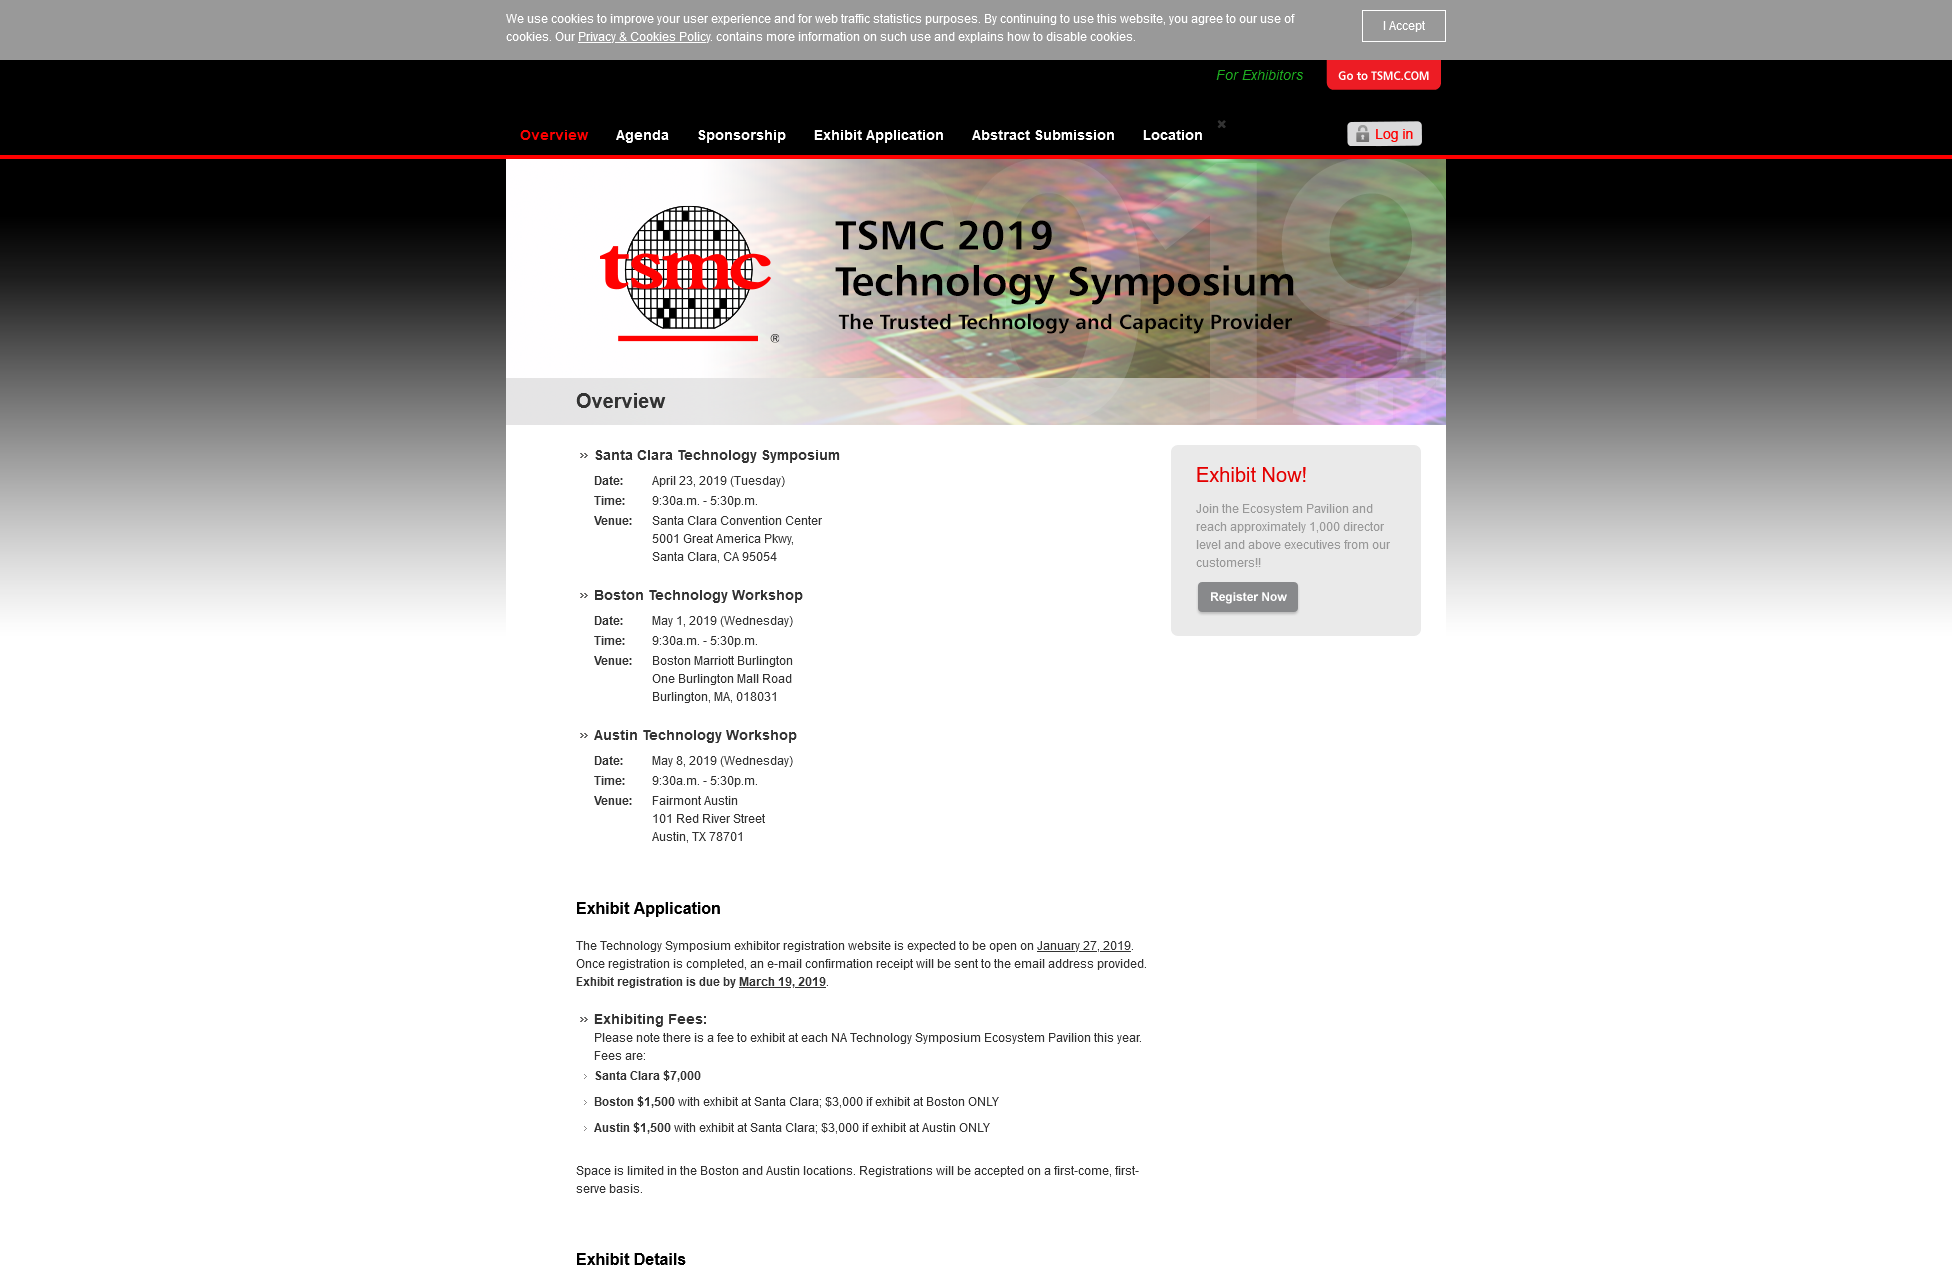 We use cookies to improve your user experience and for web traffic statistics purposes. By continuing to use this website, you agree to our use of
cookies. Our Privacy & Cookies Policy. contains more information on such use and explains how to disable cookies.
I Accept
For Exhibitors
Go to TSMC.COM
Overview
Agenda
Sponsorship
Exhibit Application
Abstract Submission
Location
Log in
tsmc
®
TSMC 2019
Technology Symposium
The Trusted Technology and Capacity Provider
Overview
» Santa Clara Technology Symposium
Date: April 23, 2019 (Tuesday)
Time: 9:30a.m. - 5:30p.m.
Venue: Santa Clara Convention Center
5001 Great America Pkwy,
Santa Clara, CA 95054
» Boston Technology Workshop
Date: May 1, 2019 (Wednesday)
Time: 9:30a.m. - 5:30p.m.
Venue: Boston Marriott Burlington
One Burlington Mall Road
Burlington, MA, 018031
» Austin Technology Workshop
Date: May 8, 2019 (Wednesday)
Time: 9:30a.m. - 5:30p.m.
Venue: Fairmont Austin
101 Red River Street
Austin, TX 78701
Exhibit Now!
Join the Ecosystem Pavilion and
reach approximately 1,000 director
level and above executives from our
customers!!
Register Now
Exhibit Application
The Technology Symposium exhibitor registration website is expected to be open on January 27, 2019.
Once registration is completed, an e-mail confirmation receipt will be sent to the email address provided.
Exhibit registration is due by March 19, 2019.
» Exhibiting Fees:
Please note there is a fee to exhibit at each NA Technology Symposium Ecosystem Pavilion this year.
Fees are:
› Santa Clara $7,000
› Boston $1,500 with exhibit at Santa Clara; $3,000 if exhibit at Boston ONLY
› Austin $1,500 with exhibit at Santa Clara; $3,000 if exhibit at Austin ONLY
Space is limited in the Boston and Austin locations. Registrations will be accepted on a first-come, first-
serve basis.
Exhibit Details